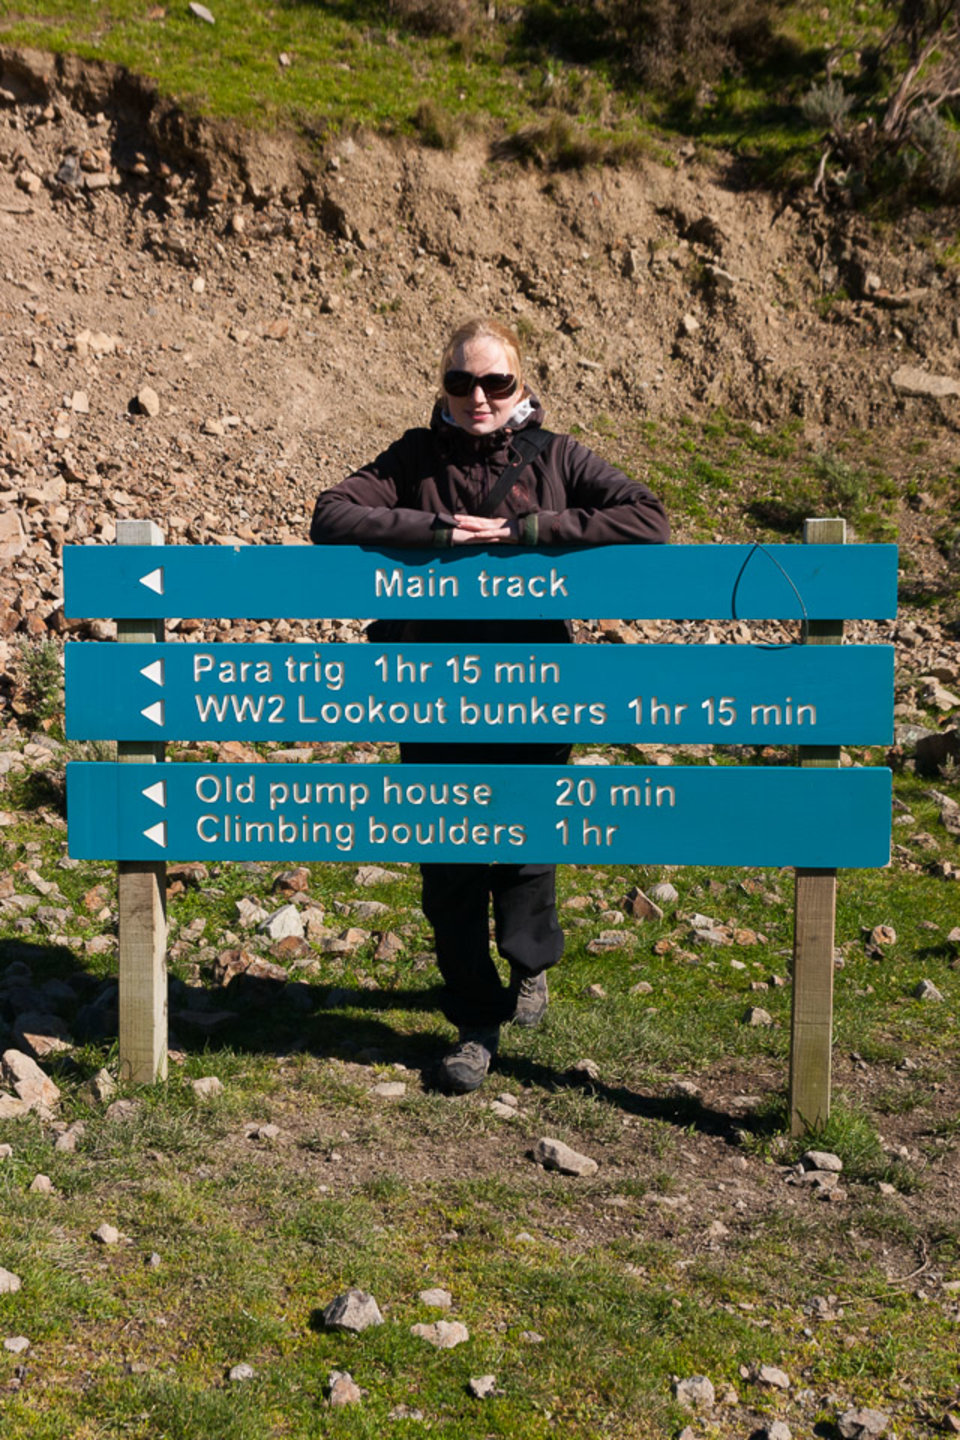 Main track
Para trig 1hr 15 min
WW2 Lookout bunkers 1hr 15 min
Old pump house 20 min
Climbing boulders 1 hr